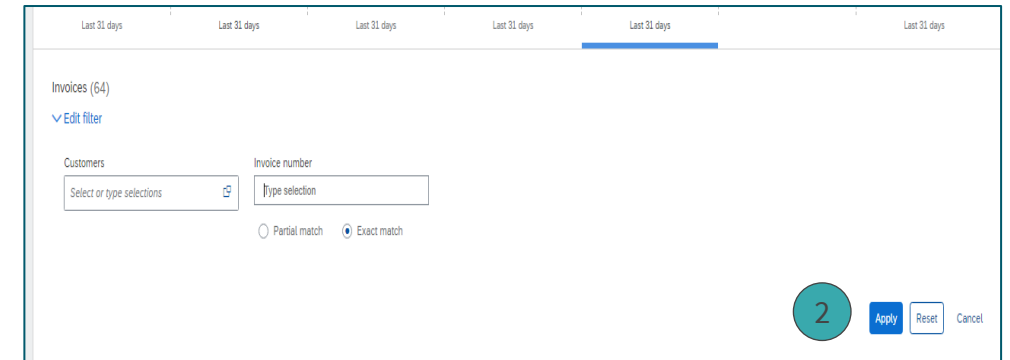 Last 31 days Last 31 days Last 31 days Last 31 days Last 31 days Last 31 days
Invoices (64)
Edit filter
Customers Invoice number
Select or type selections Type selection
Partial match Exact match
2 Apply Reset Cancel